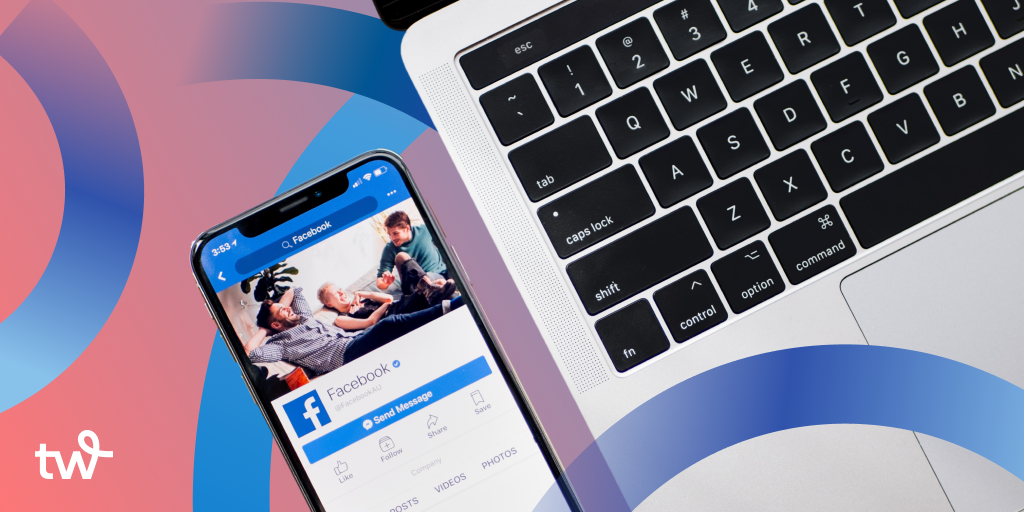 esc
! 1
@ 2
# 3
4
~ `
Q
W
E
R
T
tab
A
S
D
F
G
H
J
caps lock
Z
X
C
V
B
N
shift
fn
^ control
⌥ option
⌘ command
3:53
Facebook
Facebook
@FacebookAU
Send Message
Like
Follow
Share
Save
Company
POSTS
VIDEOS
PHOTOS
tw